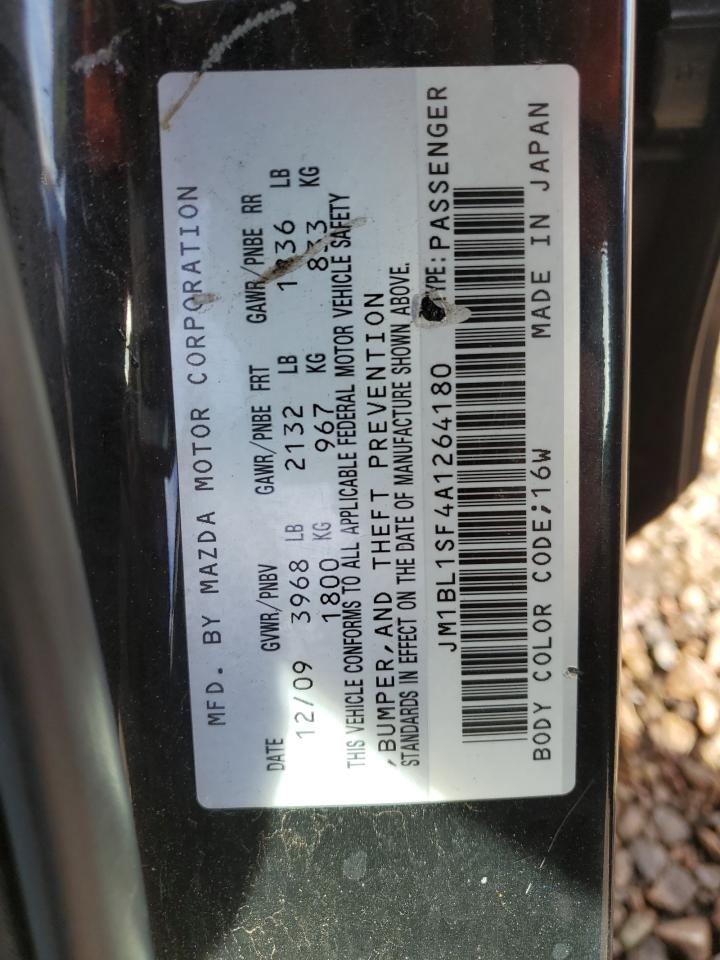 MFD. BY MAZDA MOTOR CORPORATION
DATE GVWR/PNBV GAWR/PNBE FRT GAWR/PNBE RR
12/09 3968 LB 2132 LB LB
1800 KG 967 KG KG
THIS VEHICLE CONFORMS TO ALL APPLICABLE FEDERAL MOTOR VEHICLE SAFETY
,BUMPER,AND THEFT PREVENTION
STANDARDS IN EFFECT ON THE DATE OF MANUFACTURE SHOWN ABOVE.
JM1BL1SF4A1264180 TYPE:PASSENGER
BODY COLOR CODE;16W MADE IN JAPAN